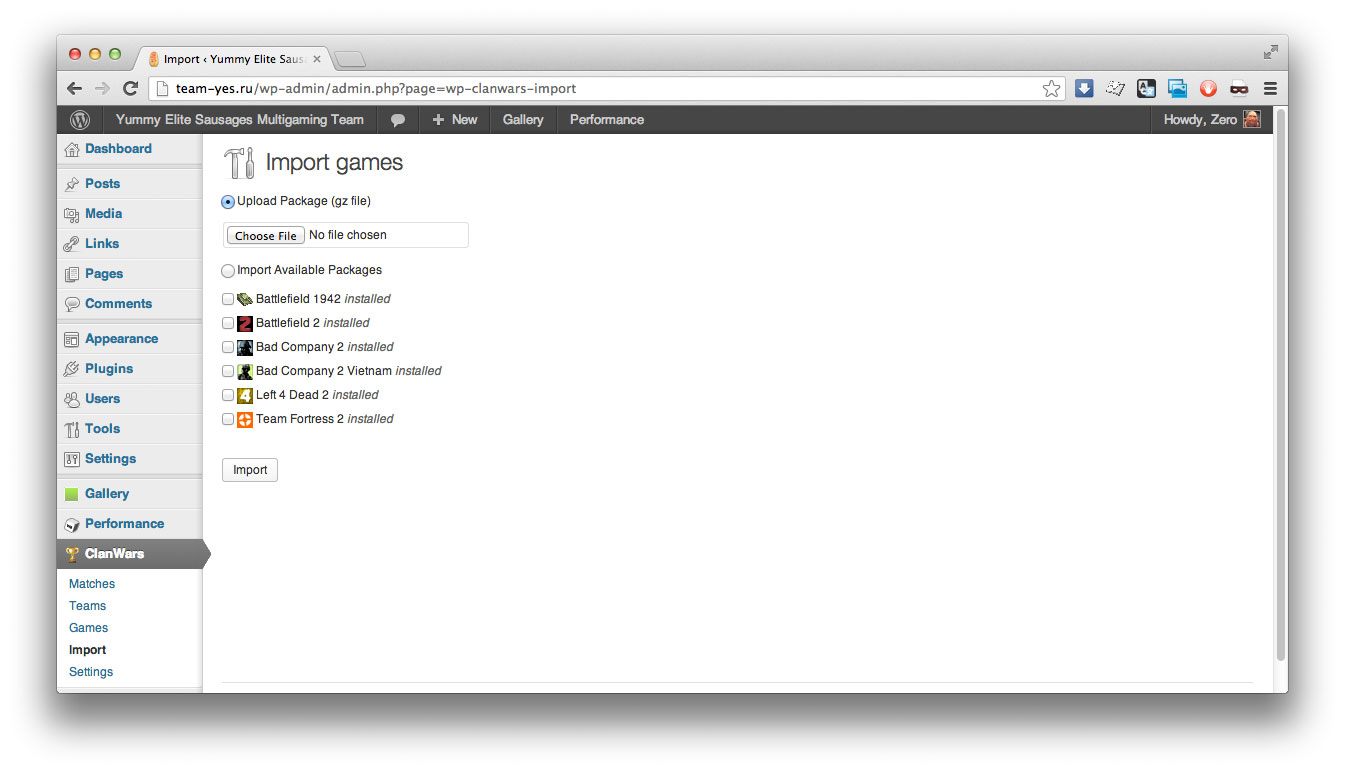 Import ‹ Yummy Elite Saus
team-yes.ru/wp-admin/admin.php?page=wp-clanwars-import
Yummy Elite Sausages Multigaming Team
+ New
Gallery
Performance
Howdy, Zero
Dashboard
Posts
Media
Links
Pages
Comments
Appearance
Plugins
Users
Tools
Settings
Gallery
Performance
ClanWars
Matches
Teams
Games
Import
Settings
Import games
Upload Package (gz file)
Choose File No file chosen
Import Available Packages
Battlefield 1942 installed
Battlefield 2 installed
Bad Company 2 installed
Bad Company 2 Vietnam installed
Left 4 Dead 2 installed
Team Fortress 2 installed
Import